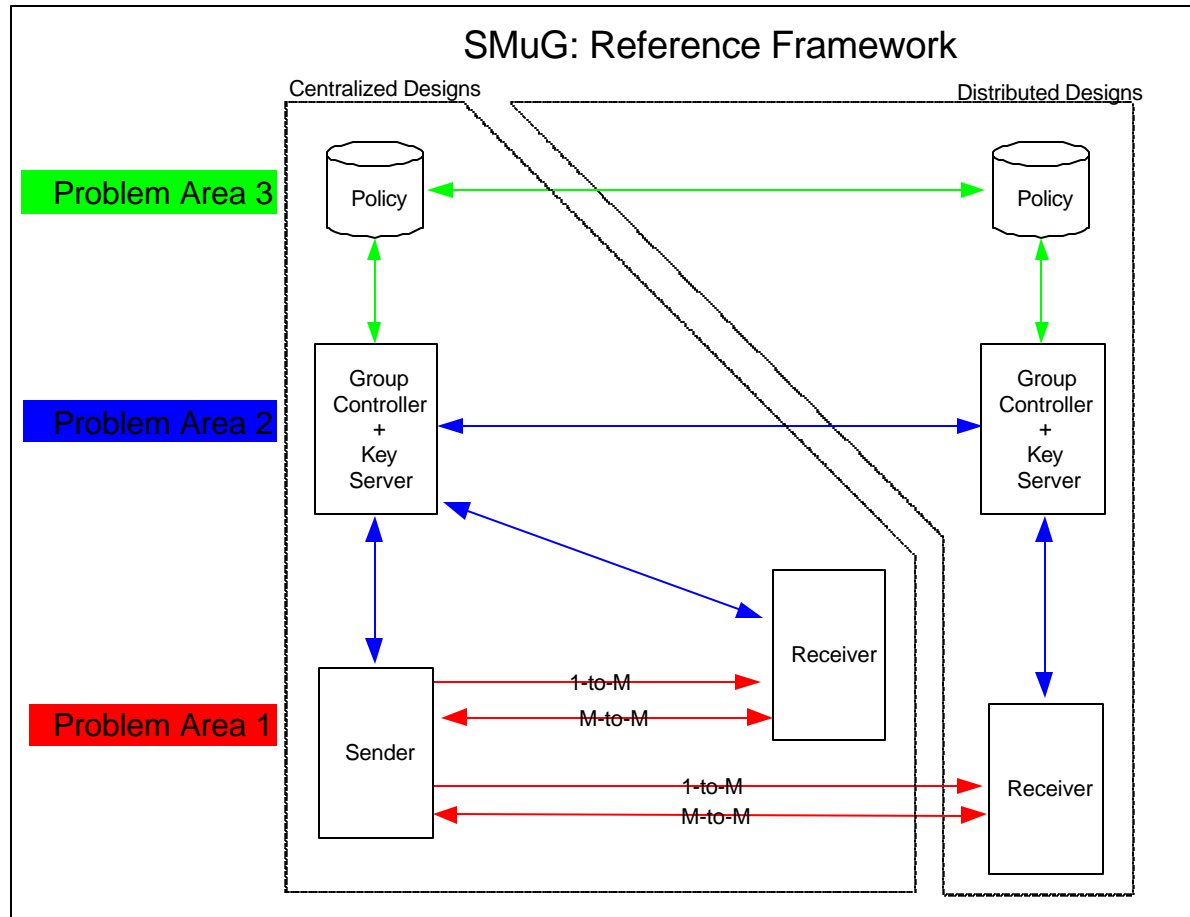 SMuG: Reference Framework
Centralized Designs
Distributed Designs
Problem Area 3
Policy
Policy
Problem Area 2
Group
Controller
+
Key
Server
Group
Controller
+
Key
Server
Problem Area 1
Sender
1-to-M
M-to-M
Receiver
1-to-M
M-to-M
Receiver